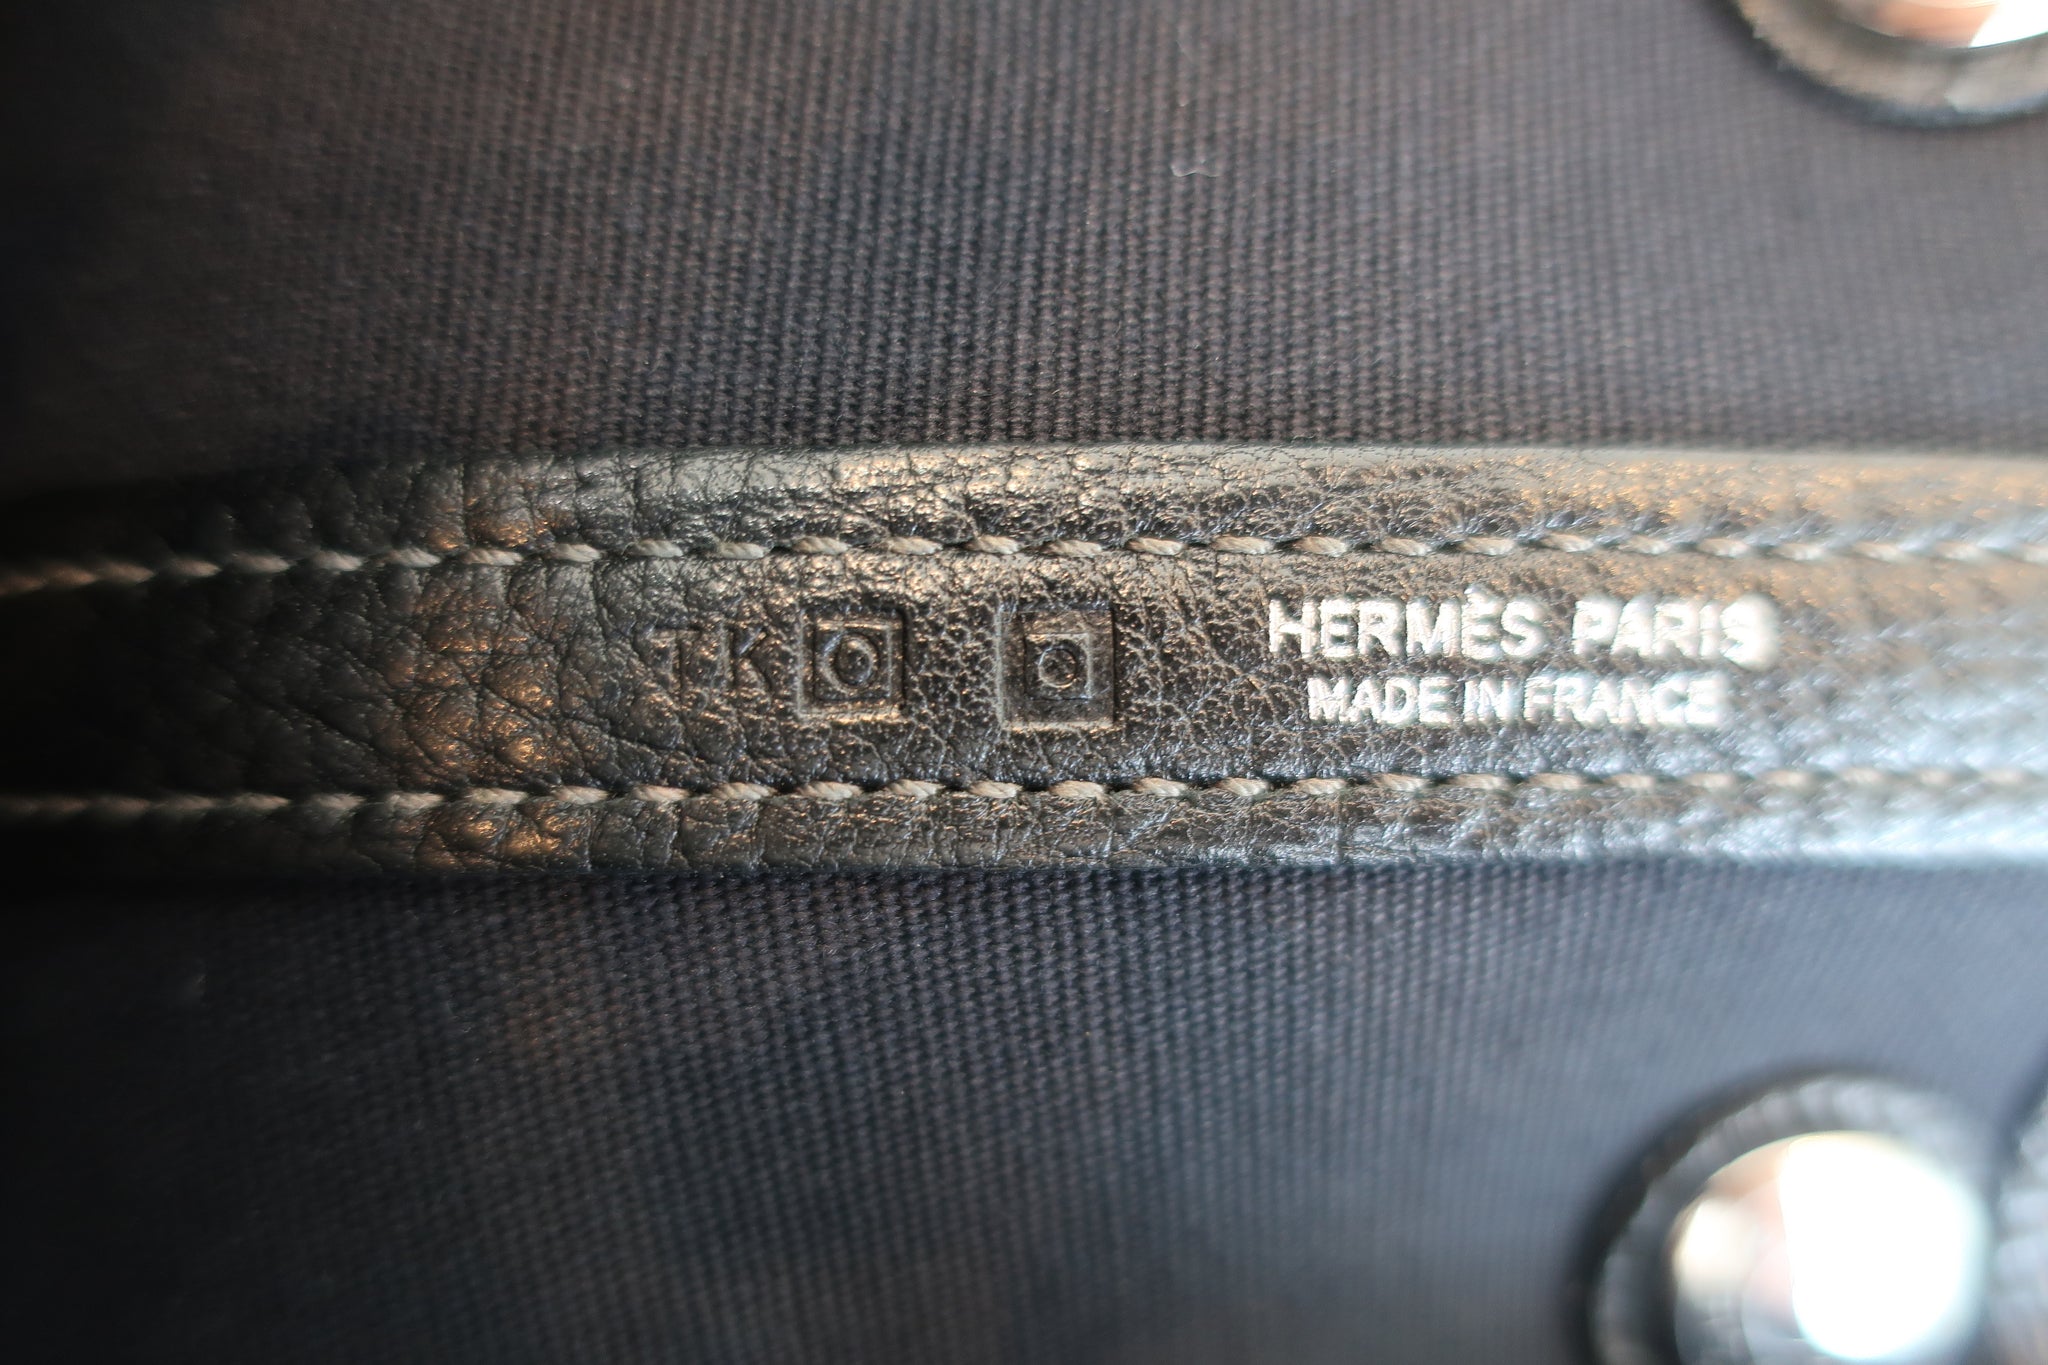 TK O O
HERMÈS PARIS
MADE IN FRANCE